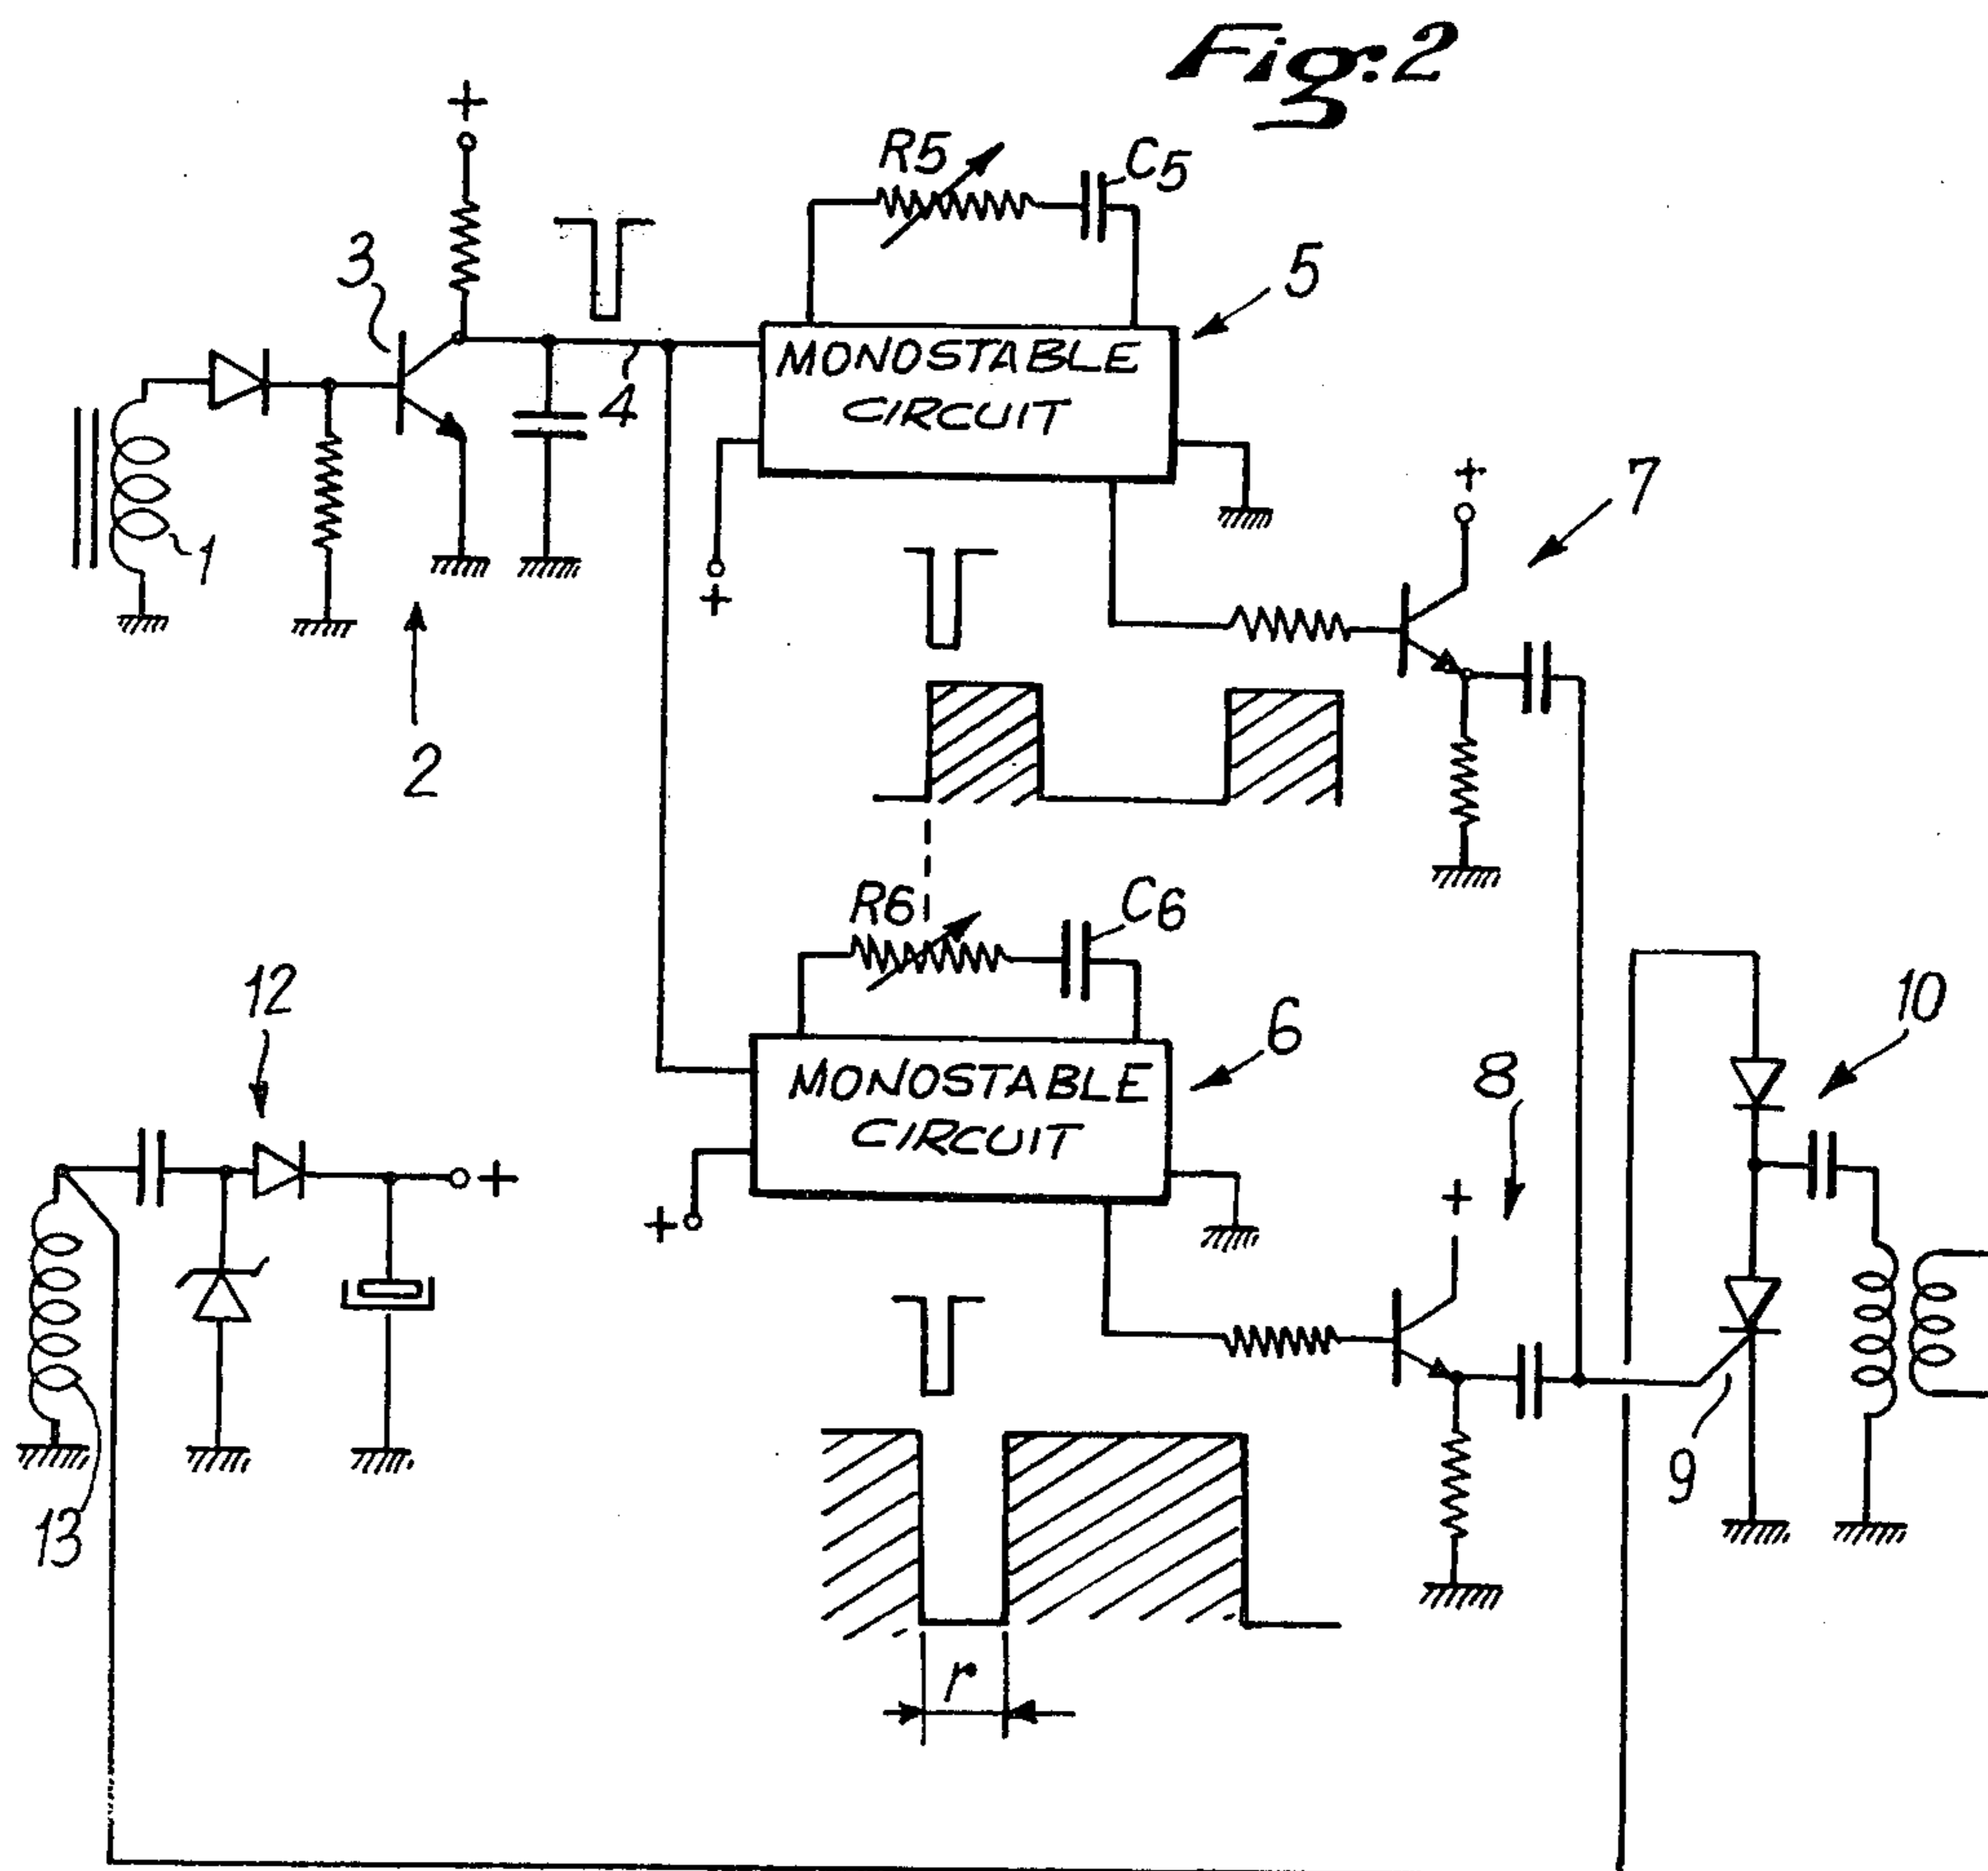 Fig:2
+
R5
C5
3
5
MONOSTABLE
CIRCUIT
4
1
+
7
+
2
R6
C6
12
10
6
MONOSTABLE
CIRCUIT
8
+
+
+
9
13
r